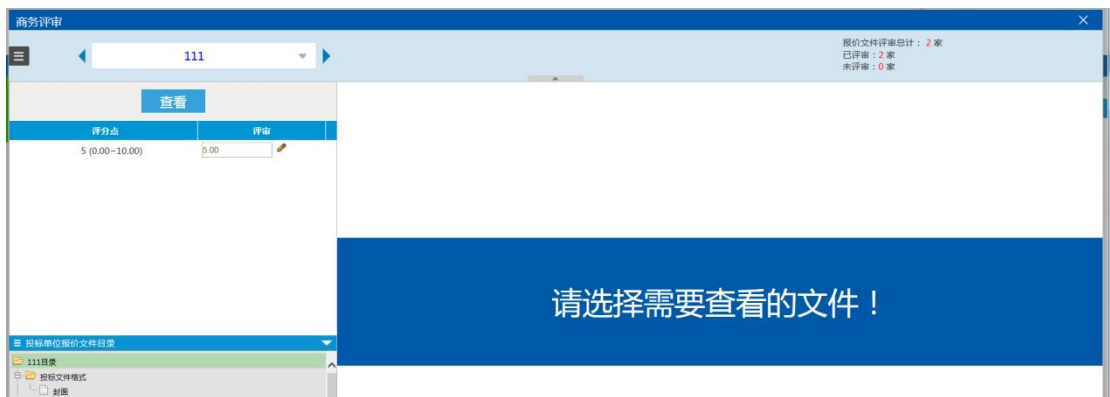 商务评审
111
报价文件评审总计： 2 家
已评审：2 家
未评审：0 家
查看
评分点 评审
5 (0.00~10.00) 5.00
请选择需要查看的文件！
投标单位报价文件目录
111目录
投标文件格式
封面